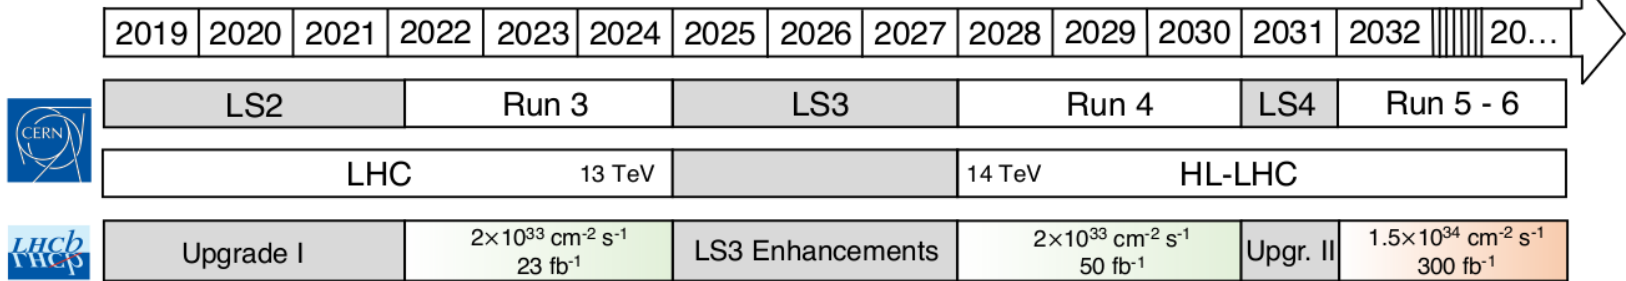 2019 2020 2021 2022 2023 2024 2025 2026 2027 2028 2029 2030 2031 2032 20...
LS2 Run 3 LS3 Run 4 LS4 Run 5 - 6
CERN
LHC 13 TeV 14 TeV HL-LHC
LHCb
Upgrade I
2×10³³ cm⁻² s⁻¹
23 fb⁻¹
LS3 Enhancements
2×10³³ cm⁻² s⁻¹
50 fb⁻¹
Upgr. II
1.5×10³⁴ cm⁻² s⁻¹
300 fb⁻¹